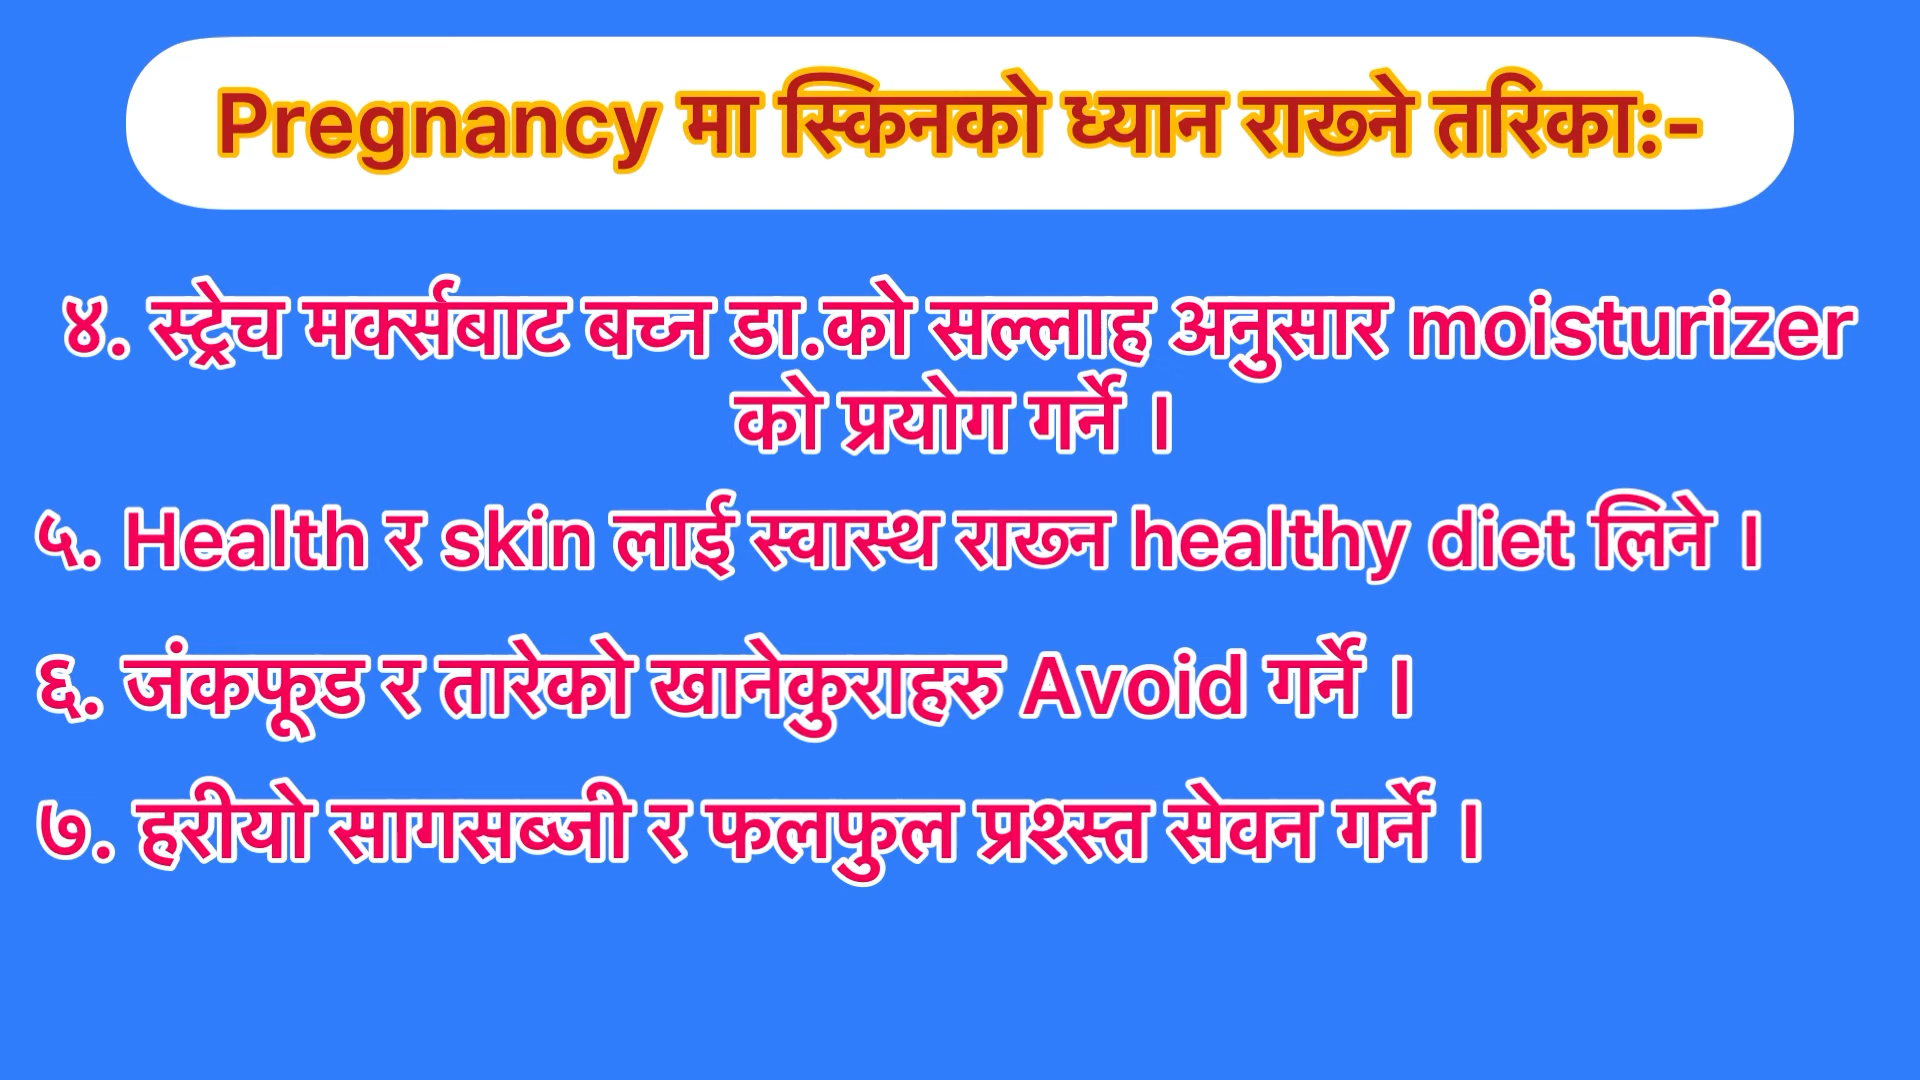 Pregnancy मा स्किनको ध्यान राख्ने तरिका:-
४. स्ट्रेच मर्क्सबाट बच्न डा.को सल्लाह अनुसार moisturizer
को प्रयोग गर्ने ।
५. Health र skin लाई स्वास्थ राख्न healthy diet लिने ।
६. जंकफूड र तारेको खानेकुराहरु Avoid गर्ने ।
७. हरीयो सागसब्जी र फलफुल प्रश्स्त सेवन गर्ने ।